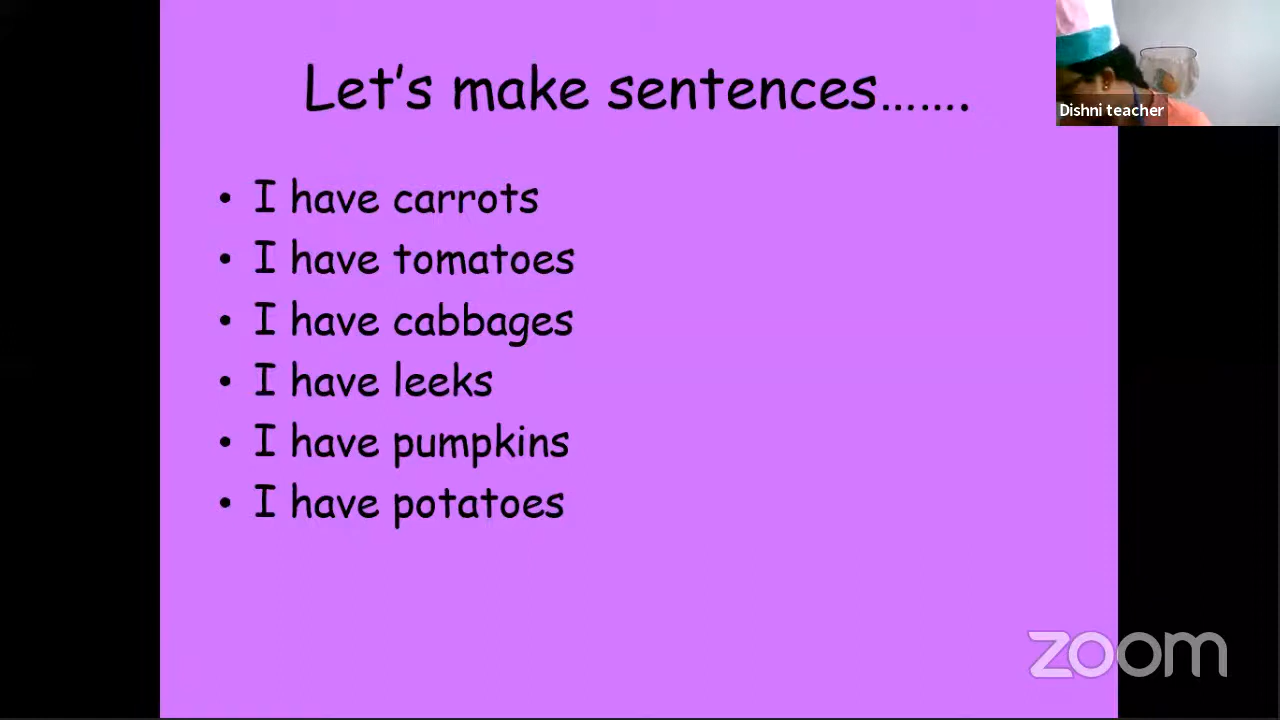 Let's make sentences…….
Dishni teacher
• I have carrots
• I have tomatoes
• I have cabbages
• I have leeks
• I have pumpkins
• I have potatoes
zoom